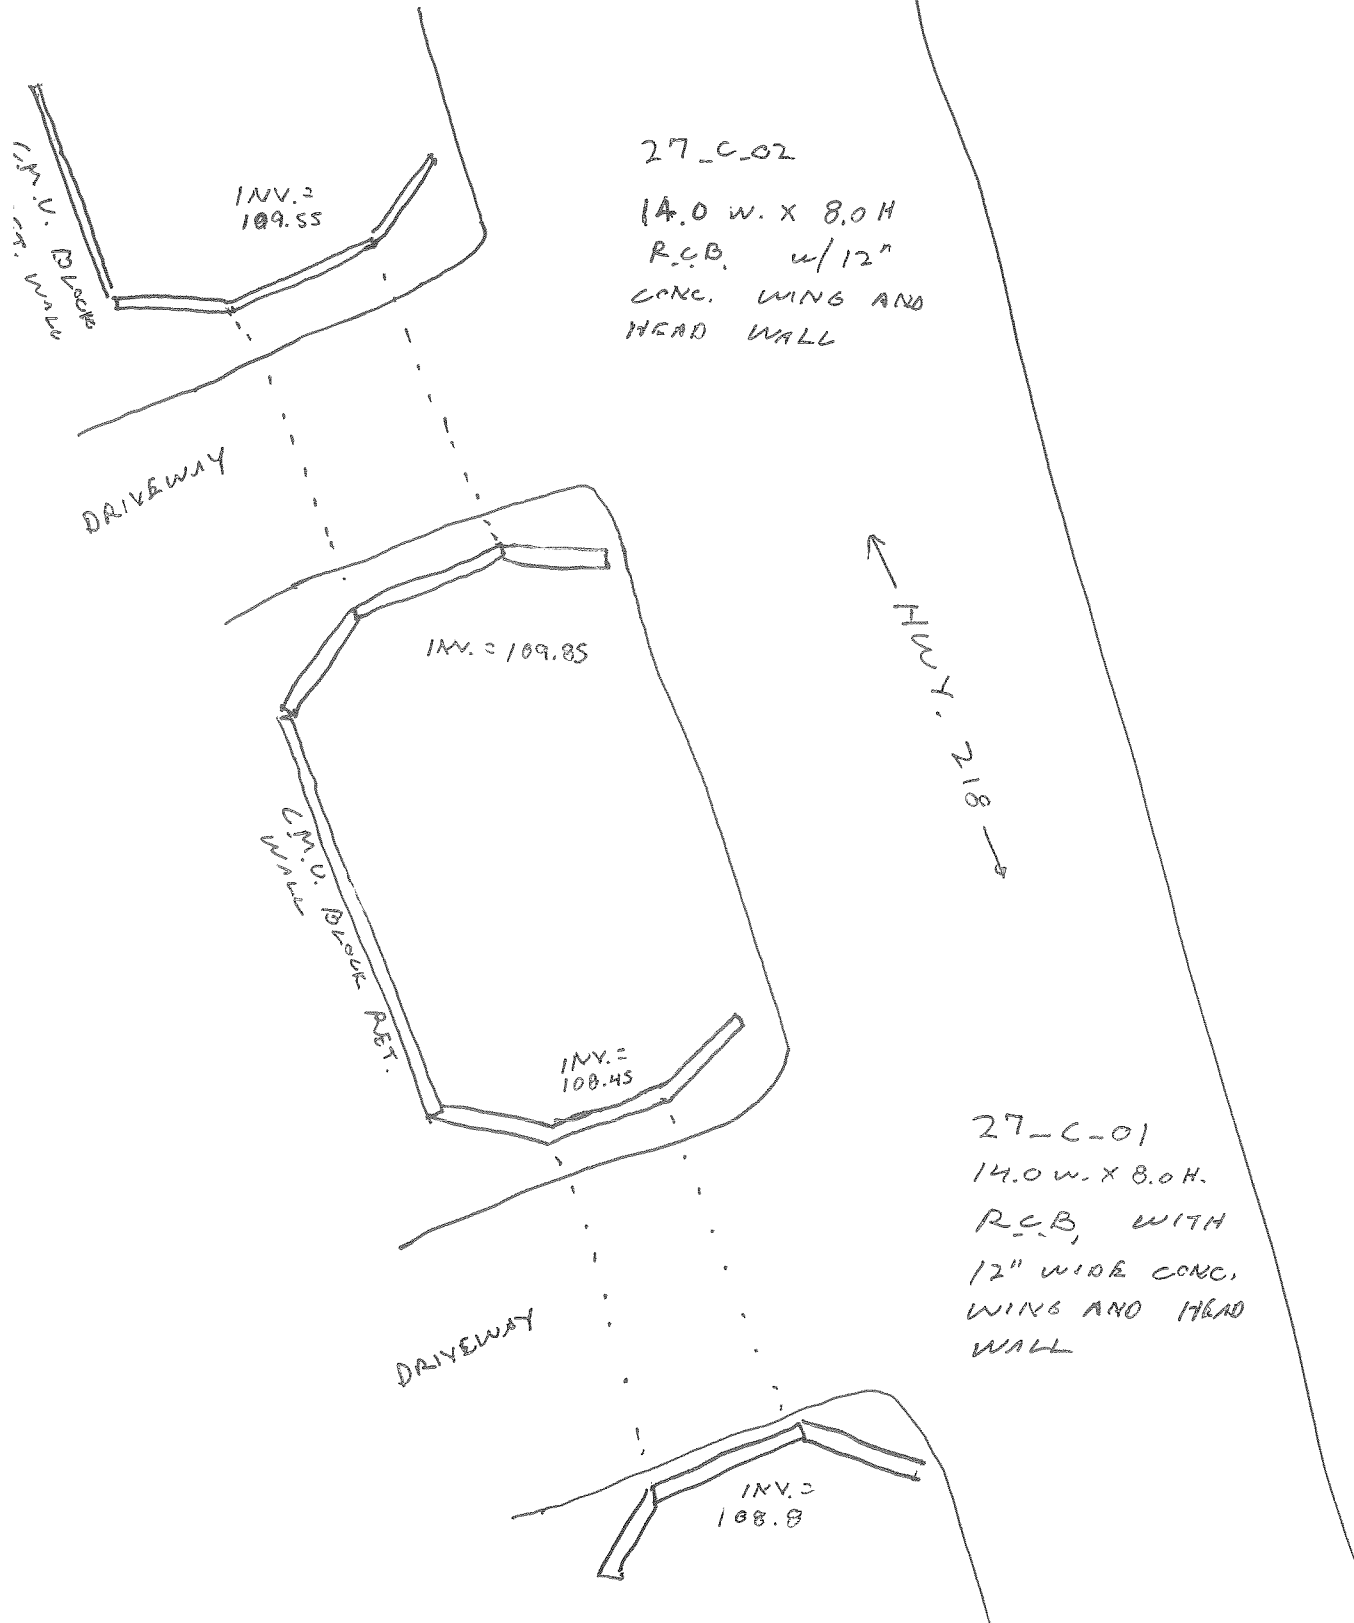 27_C_02
14.0 W. X 8.0 H
R.C.B. W/ 12"
CONC. WING AND
HEAD WALL
INV. =
109.55
C.M.U. BLOCK
WALL
DRIVEWAY
INV. = 109.85
HWY. 218
C.M.U. BLOCK RET.
WALL
INV. =
108.45
27_C_01
14.0 W. X 8.0 H.
R.C.B. WITH
12" WIDE CONC.
WING AND HEAD
WALL
DRIVEWAY
INV. =
108.8